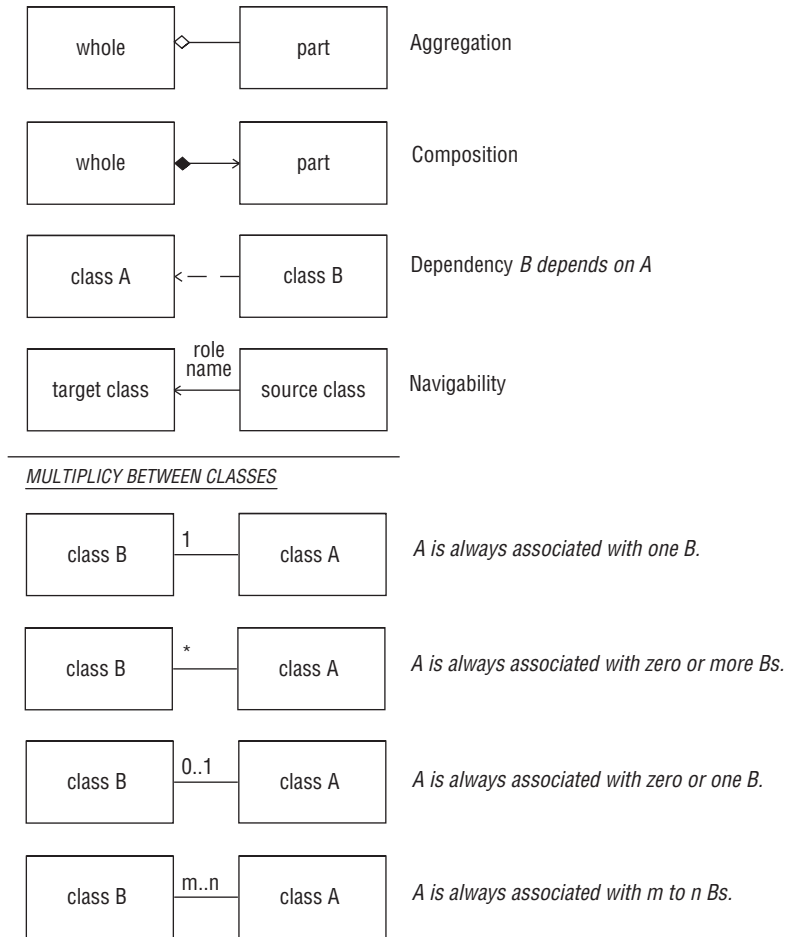 whole
part
Aggregation
whole
part
Composition
class A
class B
Dependency B depends on A
role
name
target class
source class
Navigability
MULTIPLICY BETWEEN CLASSES
class B
1
class A
A is always associated with one B.
class B
*
class A
A is always associated with zero or more Bs.
class B
0..1
class A
A is always associated with zero or one B.
class B
m..n
class A
A is always associated with m to n Bs.